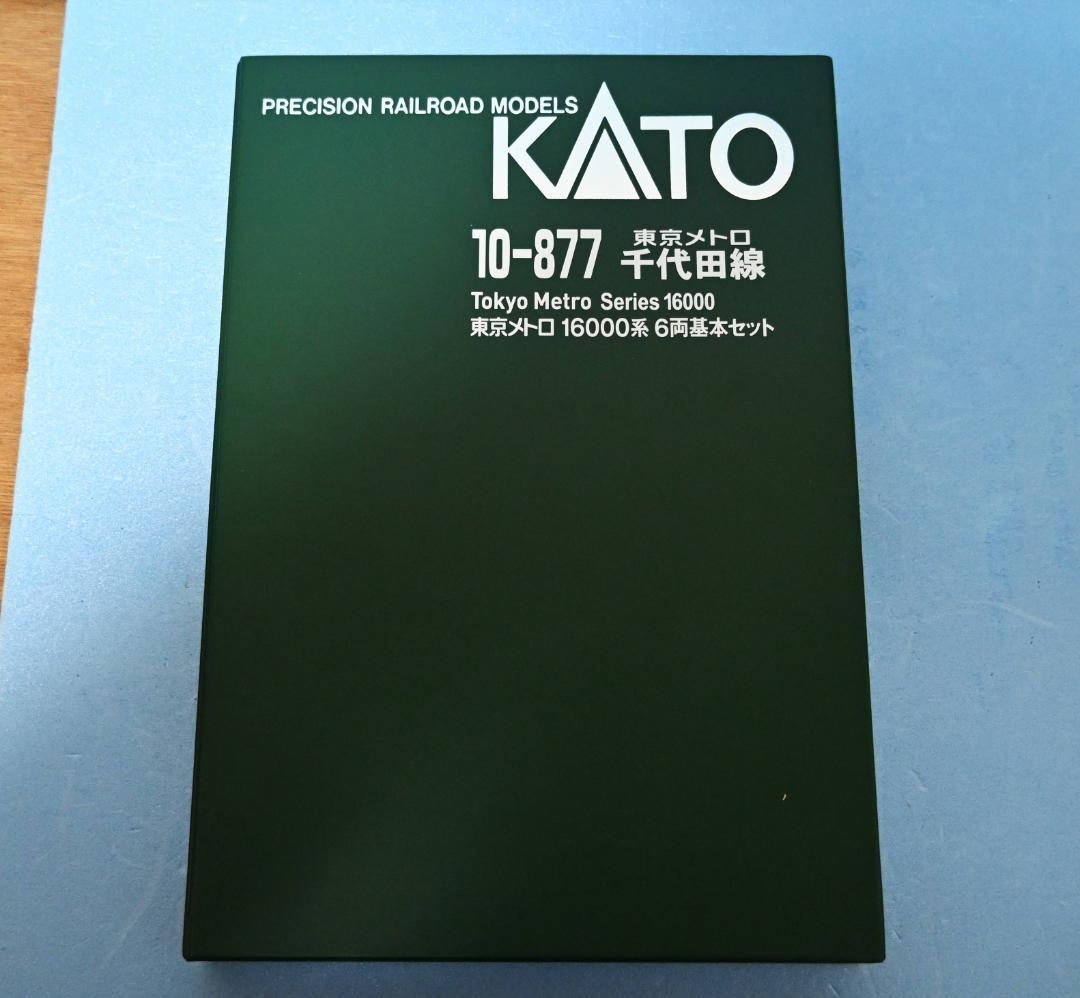 PRECISION RAILROAD MODELS
KATO
10-877 東京メトロ
千代田線
Tokyo Metro Series 16000
東京メトロ 16000系 6両基本セット